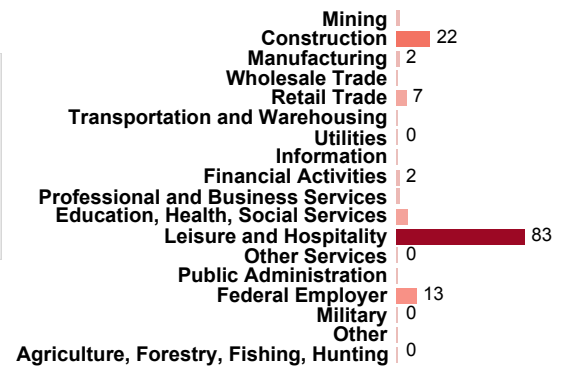 Mining
Construction 22
Manufacturing 2
Wholesale Trade
Retail Trade 7
Transportation and Warehousing
Utilities 0
Information
Financial Activities 2
Professional and Business Services
Education, Health, Social Services
Leisure and Hospitality 83
Other Services 0
Public Administration
Federal Employer 13
Military 0
Other
Agriculture, Forestry, Fishing, Hunting 0